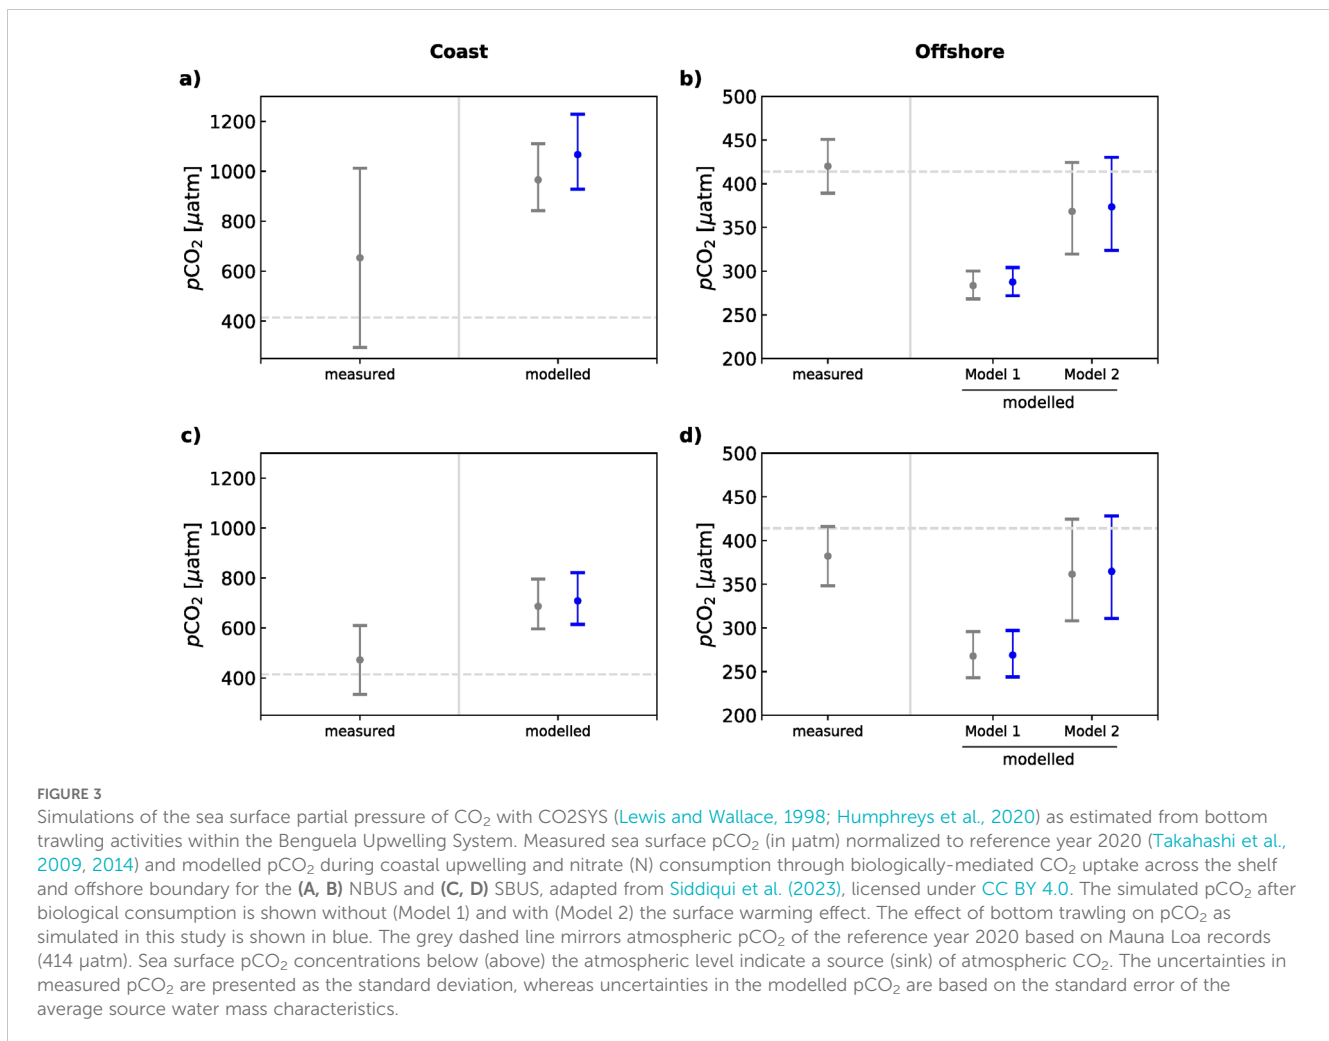 Coast
Offshore
a)
b)
pCO2 [μatm]
1200
1000
800
600
400
measured
modelled
pCO2 [μatm]
500
450
400
350
300
250
200
measured
Model 1
Model 2
modelled
c)
d)
pCO2 [μatm]
1200
1000
800
600
400
measured
modelled
pCO2 [μatm]
500
450
400
350
300
250
200
measured
Model 1
Model 2
modelled
FIGURE 3
Simulations of the sea surface partial pressure of CO2 with CO2SYS (Lewis and Wallace, 1998; Humphreys et al., 2020) as estimated from bottom
trawling activities within the Benguela Upwelling System. Measured sea surface pCO2 (in μatm) normalized to reference year 2020 (Takahashi et al.,
2009, 2014) and modelled pCO2 during coastal upwelling and nitrate (N) consumption through biologically-mediated CO2 uptake across the shelf
and offshore boundary for the (A, B) NBUS and (C, D) SBUS, adapted from Siddiqui et al. (2023), licensed under CC BY 4.0. The simulated pCO2 after
biological consumption is shown without (Model 1) and with (Model 2) the surface warming effect. The effect of bottom trawling on pCO2 as
simulated in this study is shown in blue. The grey dashed line mirrors atmospheric pCO2 of the reference year 2020 based on Mauna Loa records
(414 μatm). Sea surface pCO2 concentrations below (above) the atmospheric level indicate a source (sink) of atmospheric CO2. The uncertainties in
measured pCO2 are presented as the standard deviation, whereas uncertainties in the modelled pCO2 are based on the standard error of the
average source water mass characteristics.